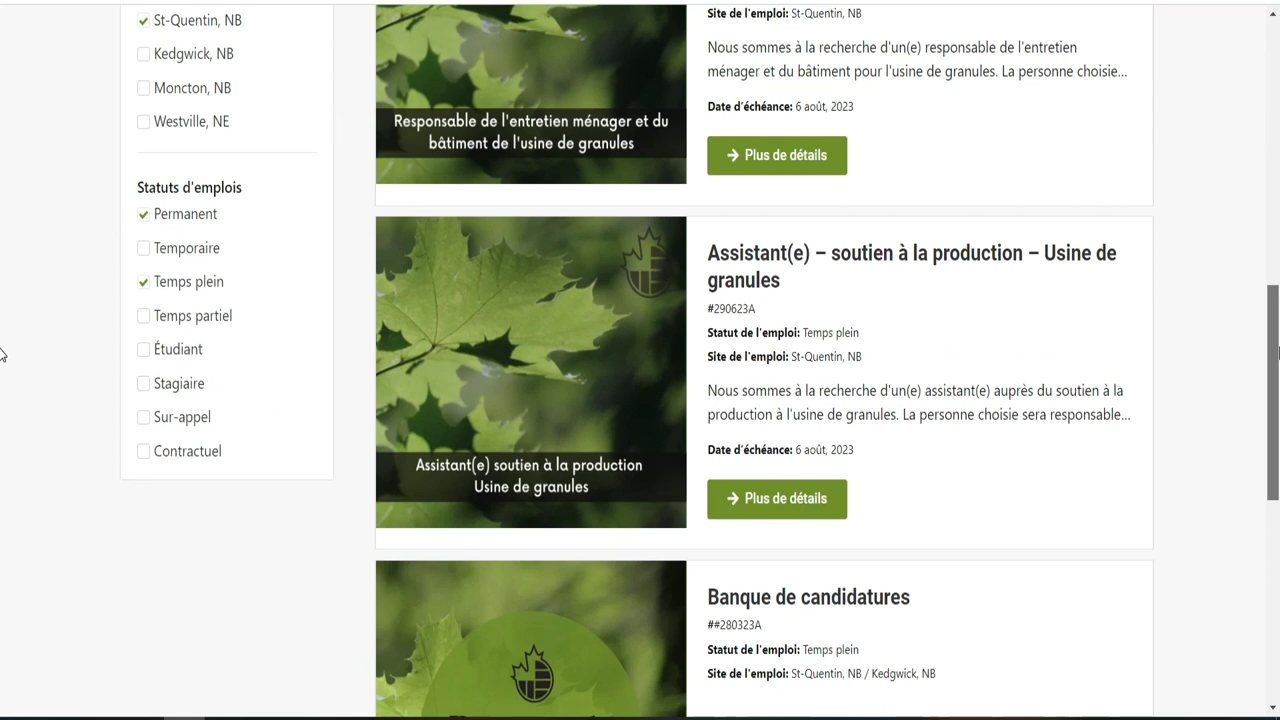 St-Quentin, NB
Kedgwick, NB
Moncton, NB
Westville, NE
Statuts d'emplois
Permanent
Temporaire
Temps plein
Temps partiel
Étudiant
Stagiaire
Sur-appel
Contractuel
Responsable de l'entretien ménager et du
bâtiment de l'usine de granules
Site de l'emploi: St-Quentin, NB
Nous sommes à la recherche d'un(e) responsable de l'entretien
ménager et du bâtiment pour l'usine de granules. La personne choisie...
Date d'échéance: 6 août, 2023
→ Plus de détails
Assistant(e) soutien à la production
Usine de granules
Assistant(e) – soutien à la production – Usine de
granules
#290623A
Statut de l'emploi: Temps plein
Site de l'emploi: St-Quentin, NB
Nous sommes à la recherche d'un(e) assistant(e) auprès du soutien à la
production à l'usine de granules. La personne choisie sera responsable...
Date d'échéance: 6 août, 2023
→ Plus de détails
Banque de candidatures
##280323A
Statut de l'emploi: Temps plein
Site de l'emploi: St-Quentin, NB / Kedgwick, NB